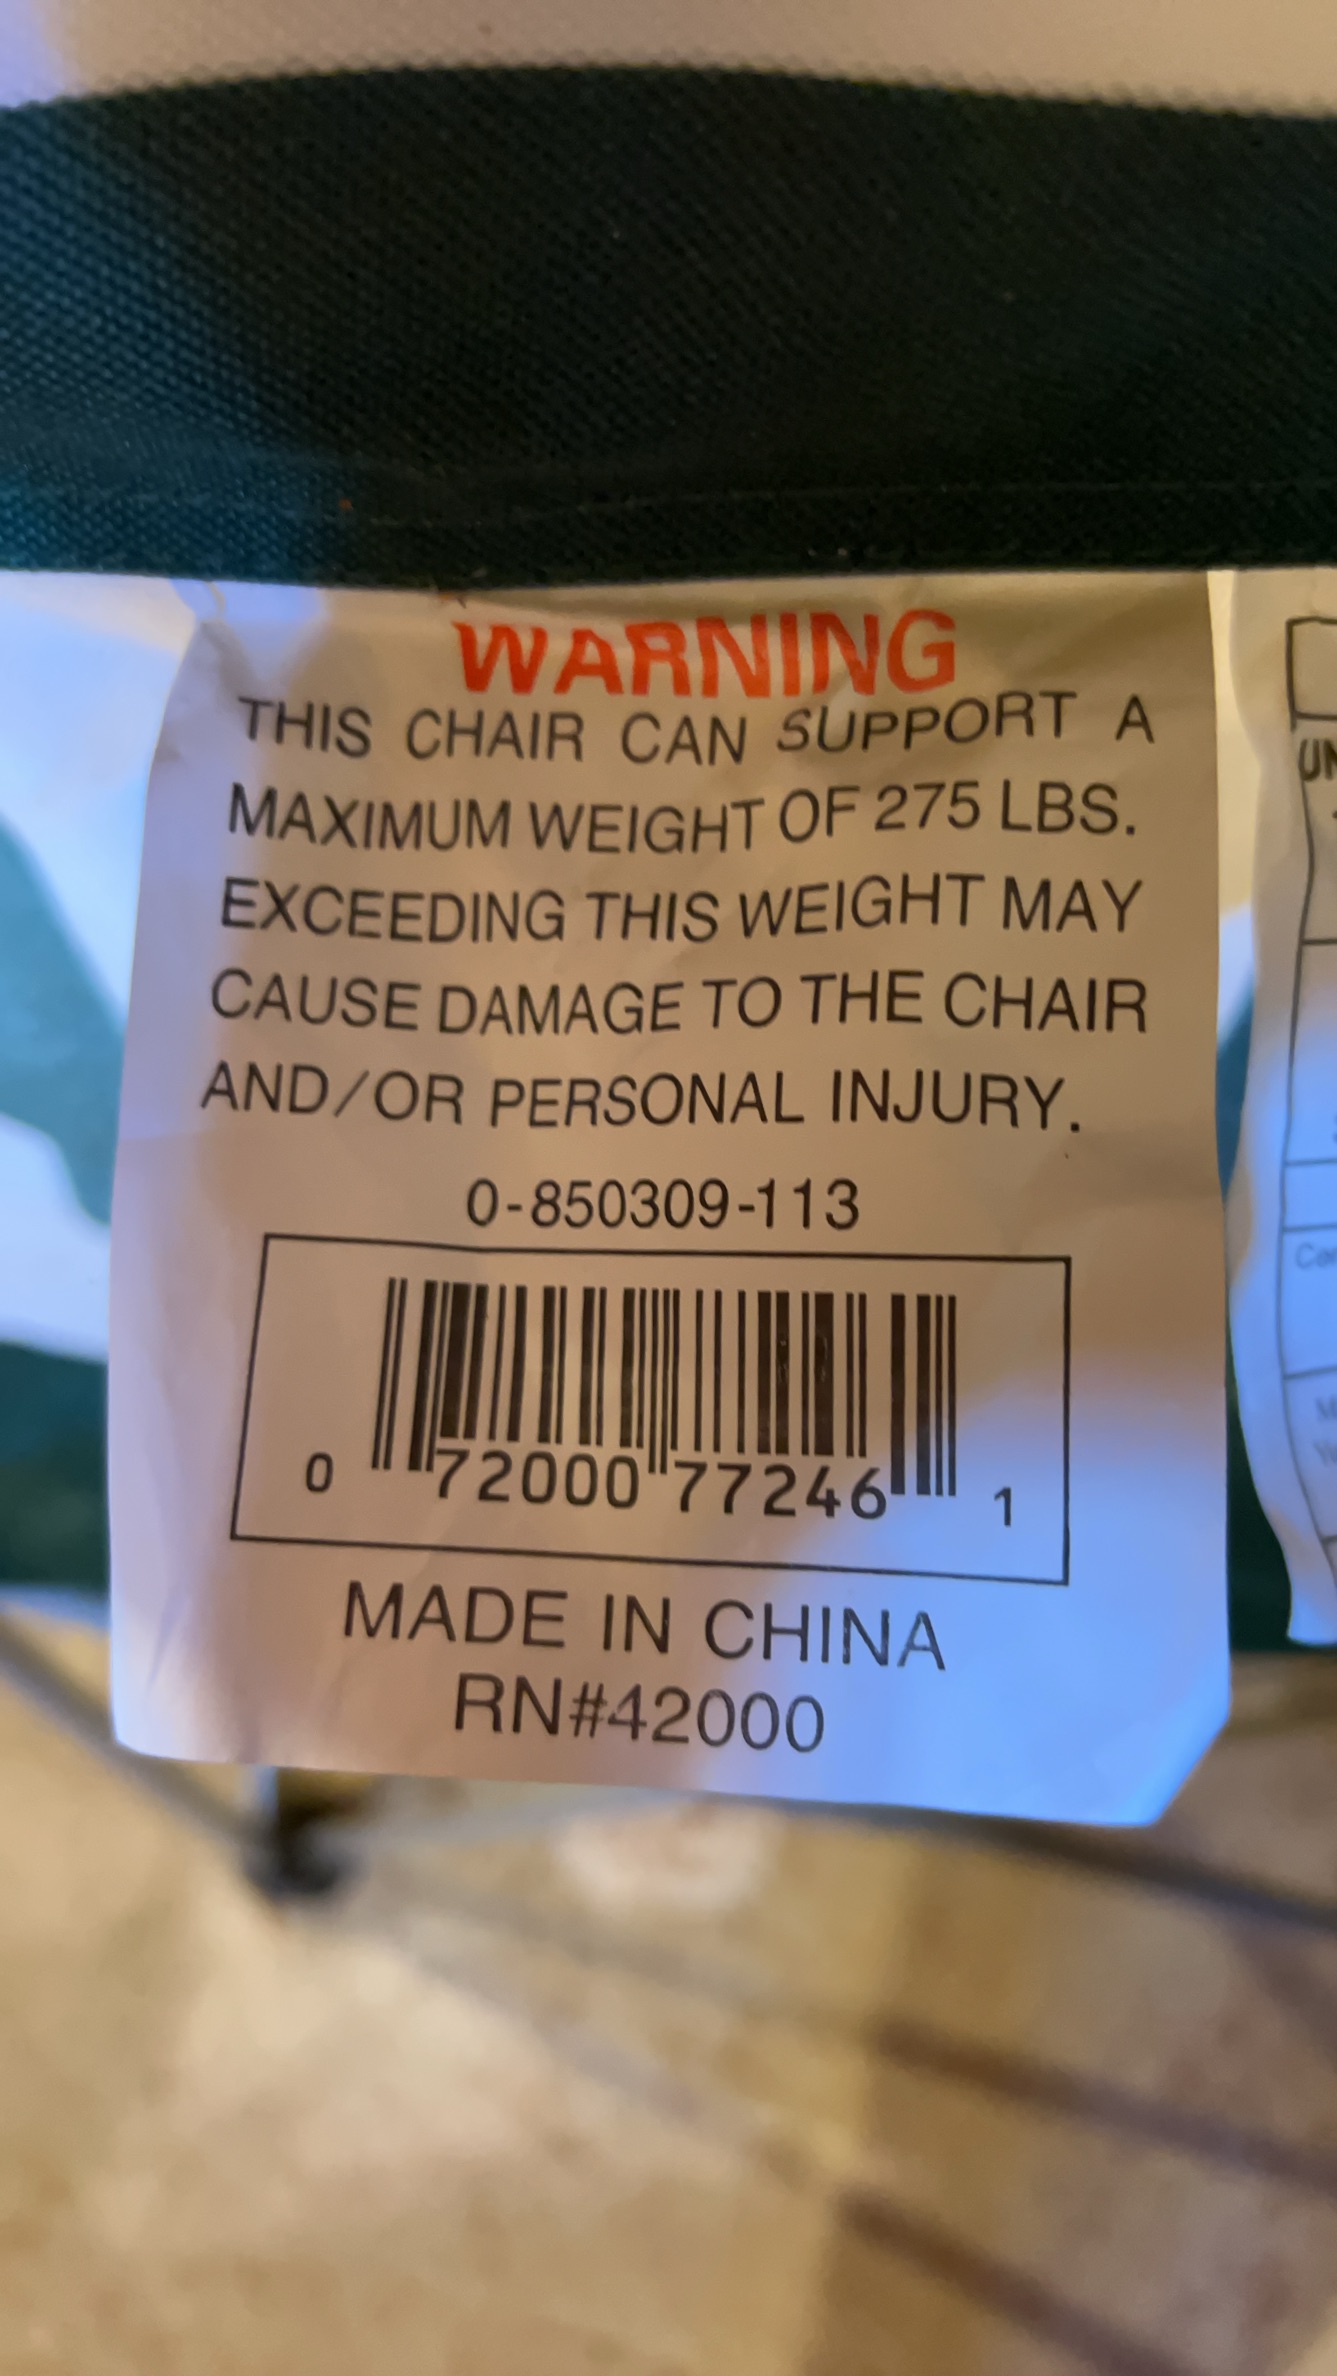 WARNING
THIS CHAIR CAN SUPPORT A
MAXIMUM WEIGHT OF 275 LBS.
EXCEEDING THIS WEIGHT MAY
CAUSE DAMAGE TO THE CHAIR
AND/OR PERSONAL INJURY.
0-850309-113
0 72000 77246 1
MADE IN CHINA
RN#42000